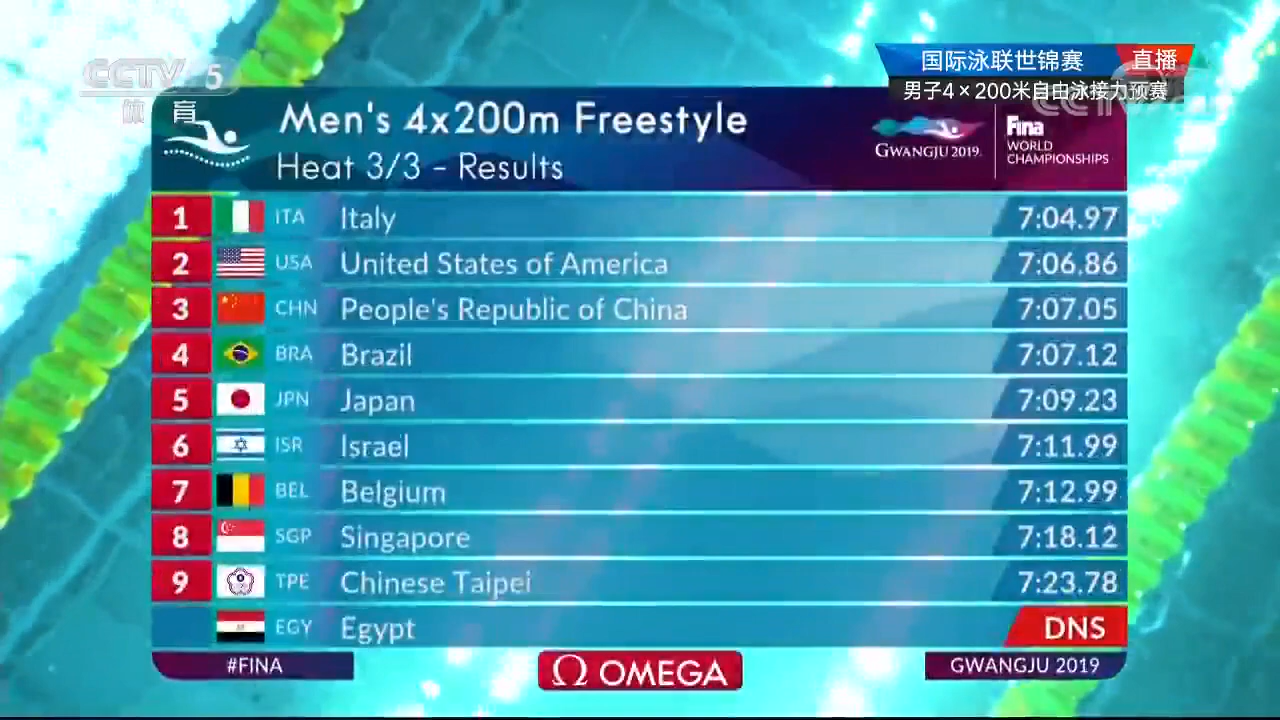 CCTV 5
体育
国际泳联世锦赛 直播
男子4×200米自由泳接力预赛
Men's 4x200m Freestyle
Heat 3/3 - Results
GWANGJU 2019
Fina
WORLD
CHAMPIONSHIPS
1 ITA Italy 7:04.97
2 USA United States of America 7:06.86
3 CHN People's Republic of China 7:07.05
4 BRA Brazil 7:07.12
5 JPN Japan 7:09.23
6 ISR Israel 7:11.99
7 BEL Belgium 7:12.99
8 SGP Singapore 7:18.12
9 TPE Chinese Taipei 7:23.78
EGY Egypt DNS
#FINA Ω OMEGA GWANGJU 2019